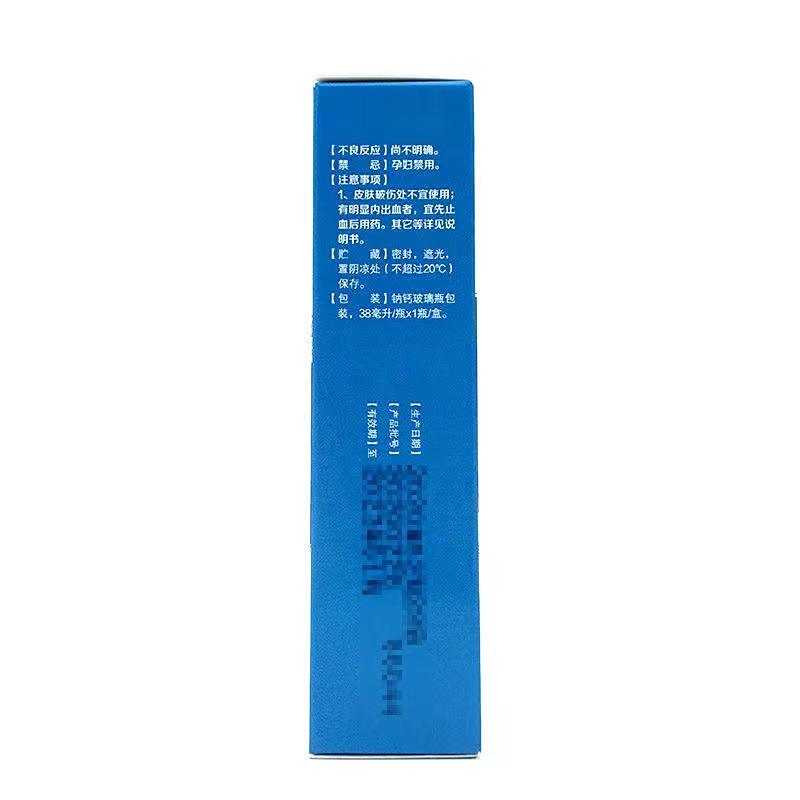 【不良反应】尚不明确。
【禁 忌】孕妇禁用。
【注意事项】
1、皮肤破伤处不宜使用；
有明显内出血者，宜先止
血后用药。其它等详见说
明书。
【贮 藏】密封，遮光，
置阴凉处（不超过20℃）
保存。
【包 装】钠钙玻璃瓶包
装，38毫升/瓶x1瓶/盒。
【生产日期】
【产品批号】
【有效期】至